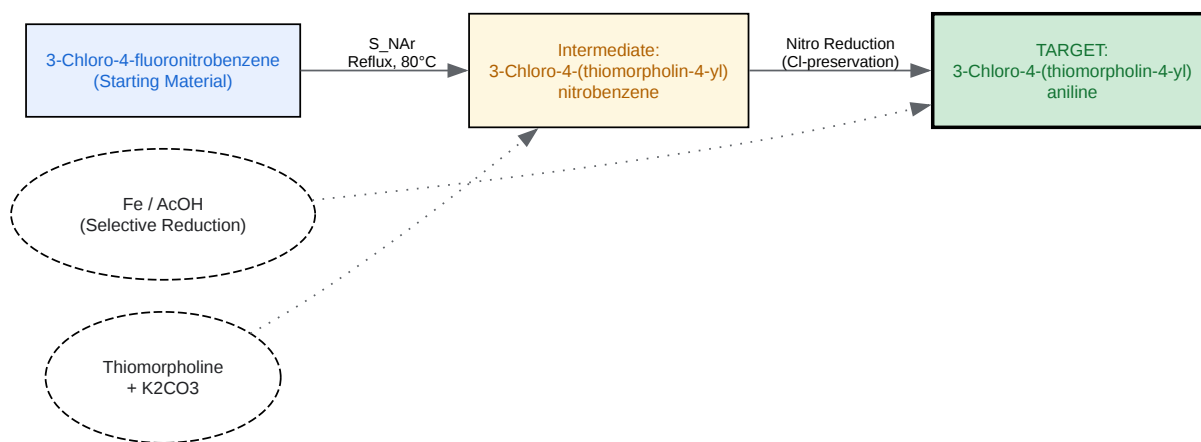 3-Chloro-4-fluoronitrobenzene
(Starting Material)
S_NAr
Reflux, 80°C
Intermediate:
3-Chloro-4-(thiomorpholin-4-yl)
nitrobenzene
Nitro Reduction
(Cl-preservation)
TARGET:
3-Chloro-4-(thiomorpholin-4-yl)
aniline
Fe / AcOH
(Selective Reduction)
Thiomorpholine
+ K2CO3